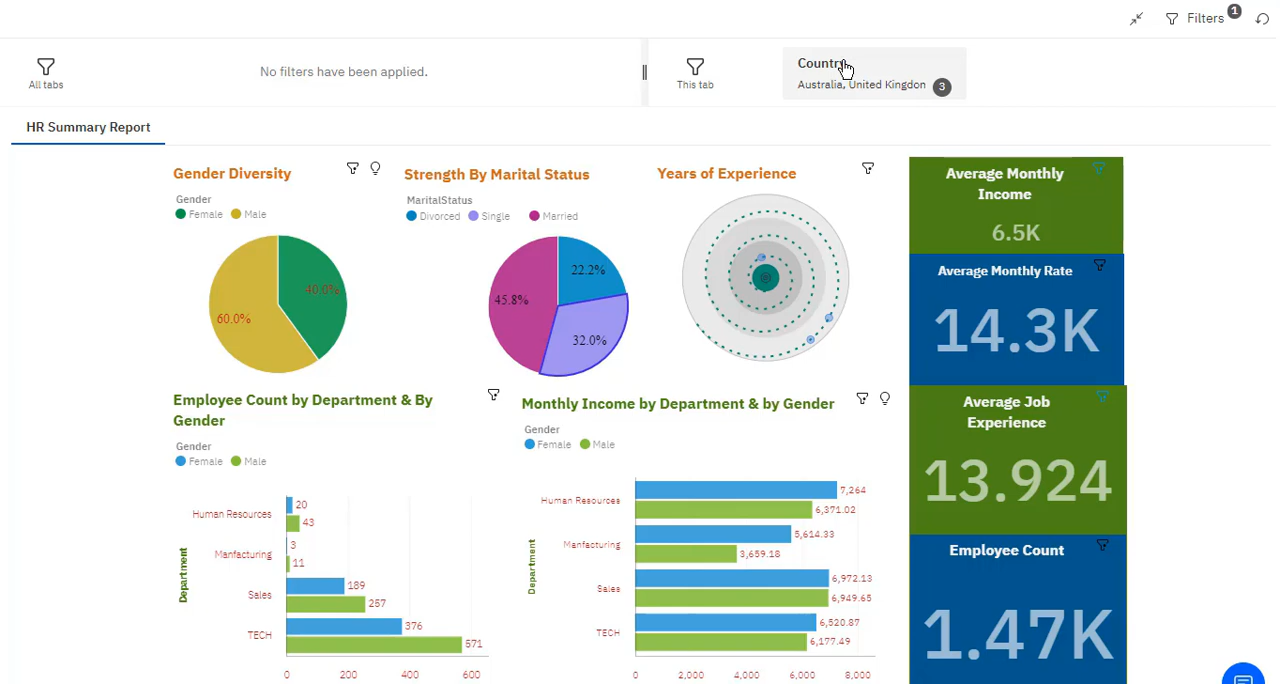 Filters 1
All tabs
No filters have been applied.
This tab
Country
Australia, United Kingdon 3
HR Summary Report
Gender Diversity
Gender
Female Male
40.0%
60.0%
Strength By Marital Status
MaritalStatus
Divorced Single Married
22.2%
45.8%
32.0%
Years of Experience
Average Monthly
Income
6.5K
Average Monthly Rate
14.3K
Average Job
Experience
13.924
Employee Count
1.47K
Employee Count by Department & By
Gender
Gender
Female Male
Department
Human Resources
20
43
Manfacturing
3
11
Sales
189
257
TECH
376
571
0 200 400 600
Monthly Income by Department & by Gender
Gender
Female Male
Department
Human Resources
7,264
6,371.02
Manfacturing
5,614.33
3,659.18
Sales
6,972.13
6,949.65
TECH
6,520.87
6,177.49
0 2,000 4,000 6,000 8,000